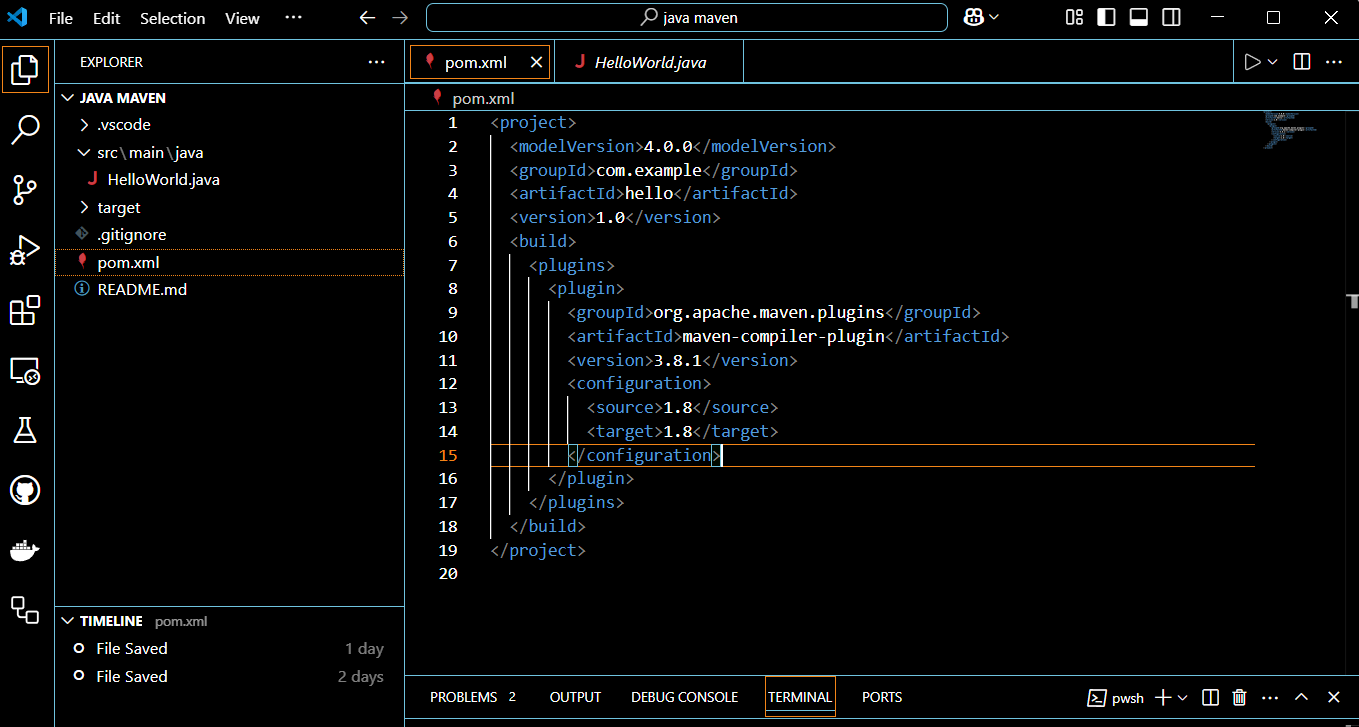 File Edit Selection View ··· java maven
EXPLORER ···
JAVA MAVEN
.vscode
src\main\java
HelloWorld.java
target
.gitignore
pom.xml
README.md
TIMELINE pom.xml
File Saved 1 day
File Saved 2 days
pom.xml HelloWorld.java
pom.xml
1 <project>
2 <modelVersion>4.0.0</modelVersion>
3 <groupId>com.example</groupId>
4 <artifactId>hello</artifactId>
5 <version>1.0</version>
6 <build>
7 <plugins>
8 <plugin>
9 <groupId>org.apache.maven.plugins</groupId>
10 <artifactId>maven-compiler-plugin</artifactId>
11 <version>3.8.1</version>
12 <configuration>
13 <source>1.8</source>
14 <target>1.8</target>
15 </configuration>
16 </plugin>
17 </plugins>
18 </build>
19 </project>
20
PROBLEMS 2 OUTPUT DEBUG CONSOLE TERMINAL PORTS pwsh